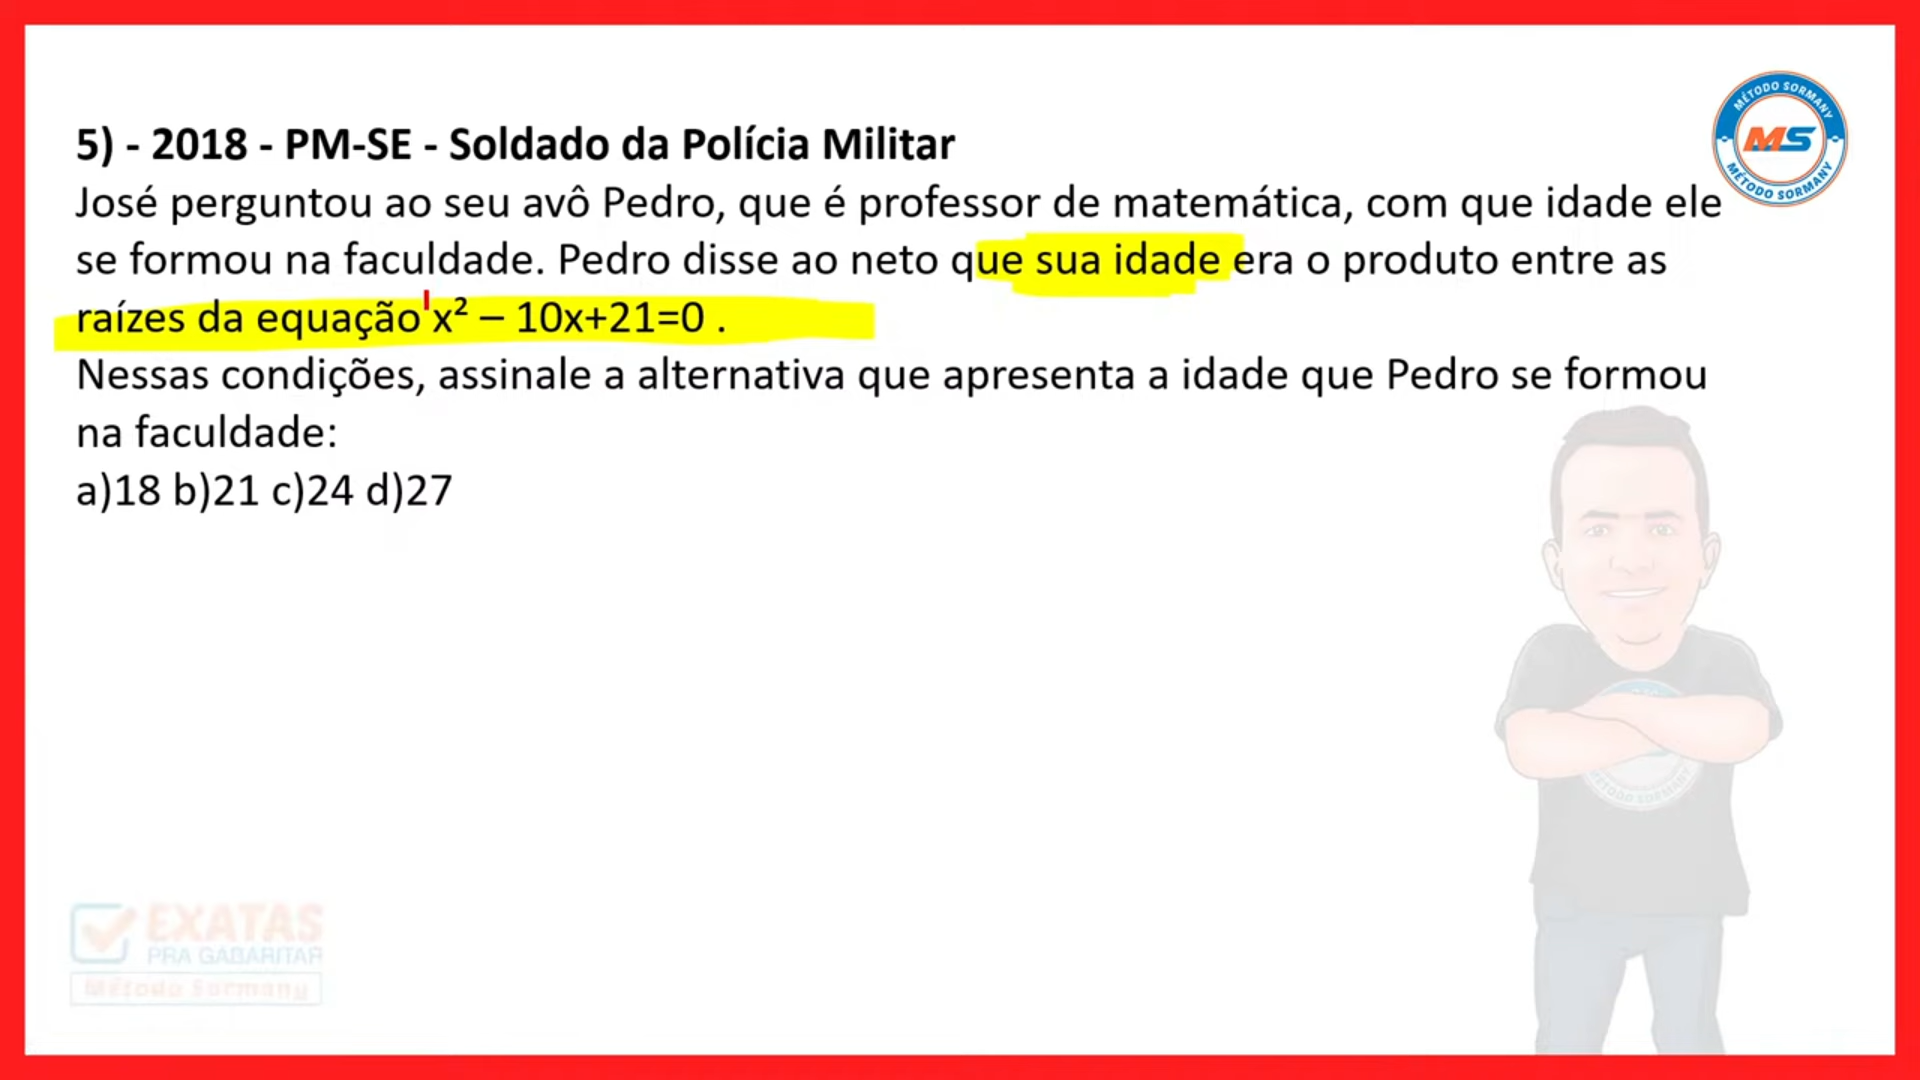 MÉTODO SORMANY
MS
MÉTODO SORMANY
5) - 2018 - PM-SE - Soldado da Polícia Militar
José perguntou ao seu avô Pedro, que é professor de matemática, com que idade ele
se formou na faculdade. Pedro disse ao neto que sua idade era o produto entre as
raízes da equação x² – 10x+21=0 .
Nessas condições, assinale a alternativa que apresenta a idade que Pedro se formou
na faculdade:
a)18 b)21 c)24 d)27
MÉTODO SORMANY
EXATAS
PRA GABARITAR
Método Sormany